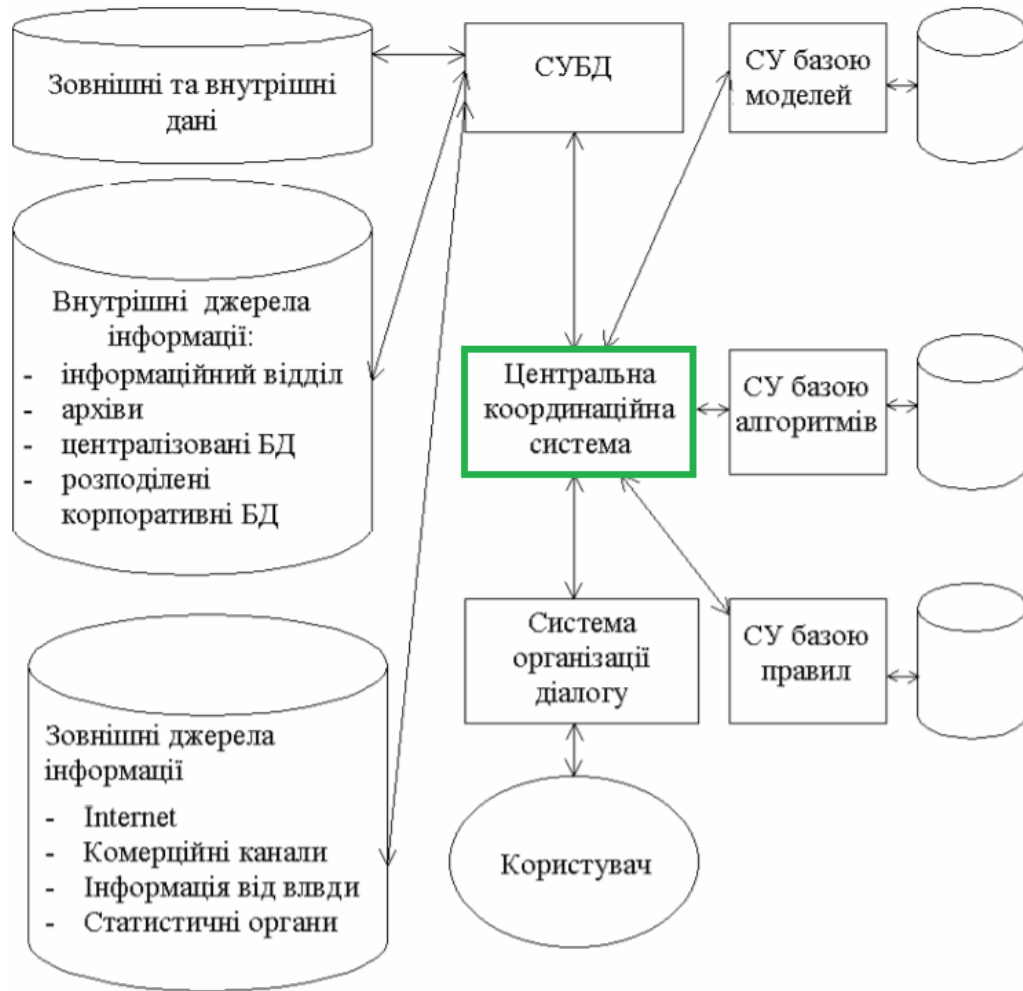 Зовнішні та внутрішні
дані
СУБД
СУ базою
моделей
Внутрішні джерела
інформації:
- інформаційний відділ
- архіви
- централізовані БД
- розподілені
корпоративні БД
Центральна
координаційна
система
СУ базою
алгоритмів
Система
організації
діалогу
СУ базою
правил
Зовнішні джерела
інформації
- Internet
- Комерційні канали
- Інформація від влвди
- Статистичні органи
Користувач